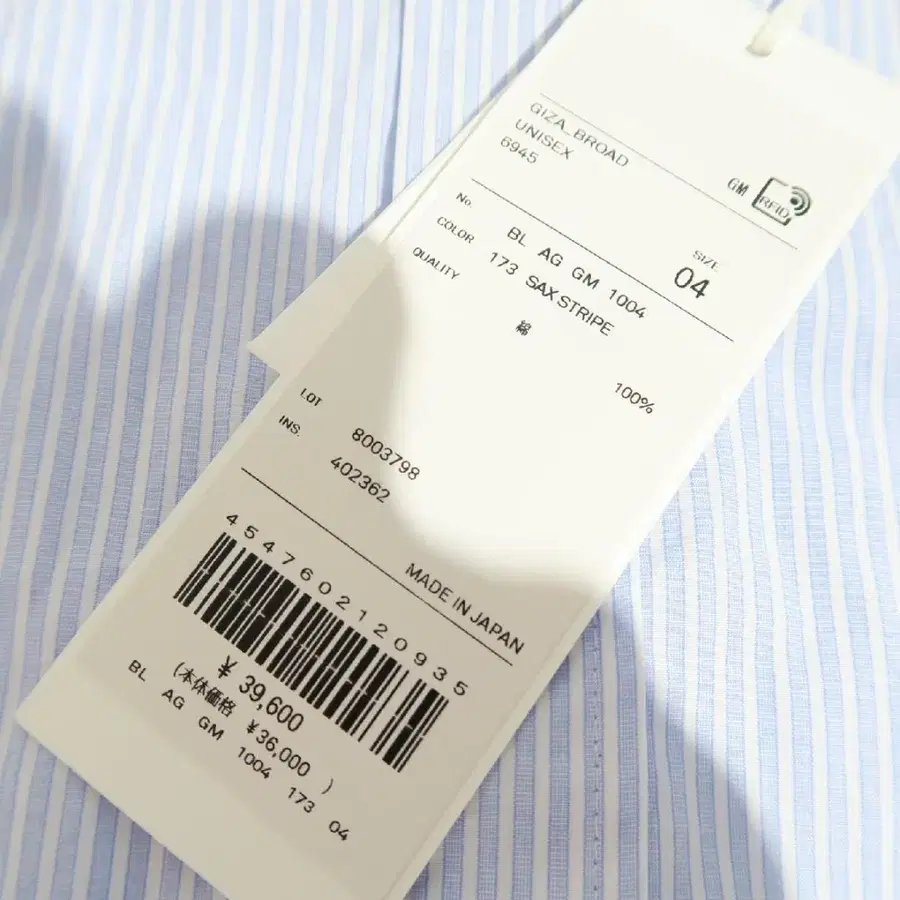 GIZA_BROAD
UNISEX
6945
GM RFID
No. BL AG GM 1004 SIZE 04
COLOR 173 SAX STRIPE
QUALITY 綿 100%
LOT 8003798
INS. 402362
MADE IN JAPAN
4547602120935
¥ 39,600
(本体価格 ¥36,000 )
BL AG GM 1004 173 04